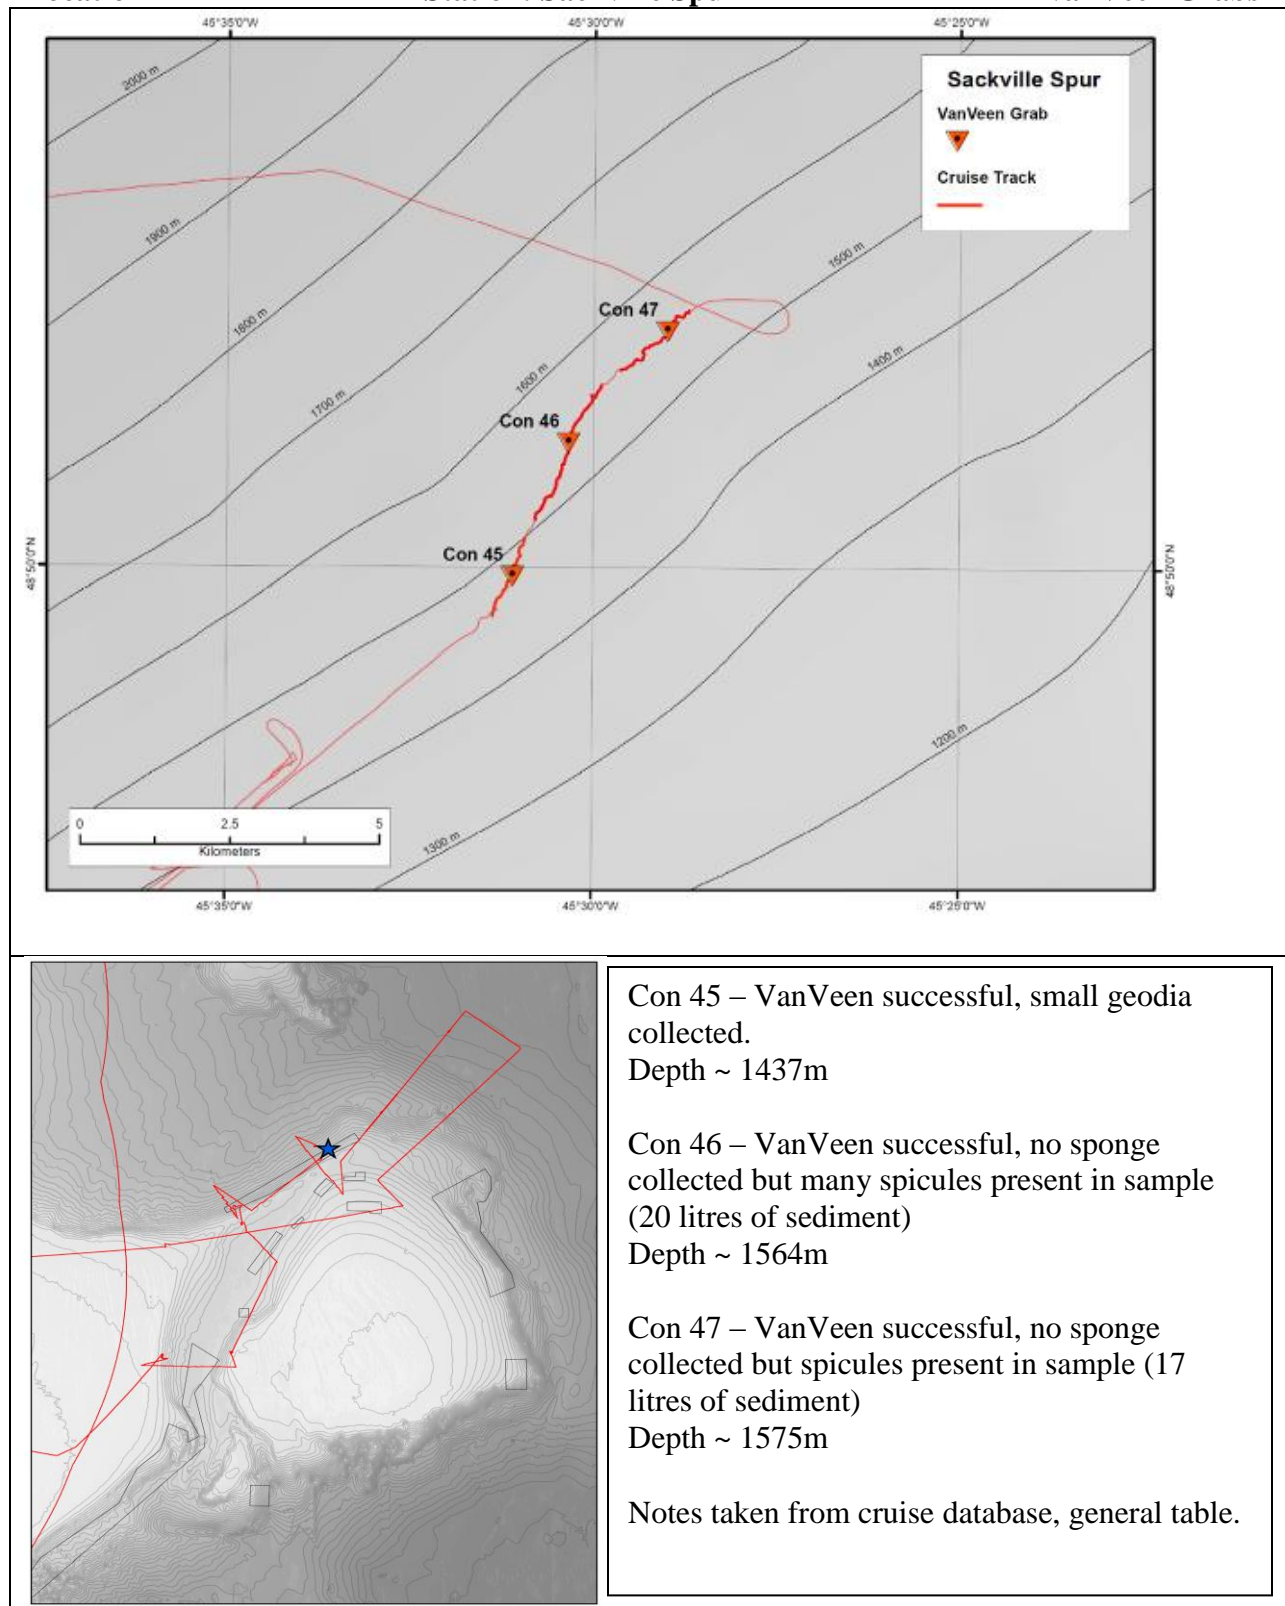 45°35'0"W 45°30'0"W 45°25'0"W
Sackville Spur
VanVeen Grab
Cruise Track
2000 m
1900 m
1800 m
1700 m
1600 m
1500 m
1400 m
1300 m
1200 m
Con 47
Con 46
Con 45
48°50'0"N 48°50'0"N
0 2.5 5
Kilometers
45°35'0"W 45°30'0"W 45°25'0"W
Con 45 – VanVeen successful, small geodia
collected.
Depth ~ 1437m
Con 46 – VanVeen successful, no sponge
collected but many spicules present in sample
(20 litres of sediment)
Depth ~ 1564m
Con 47 – VanVeen successful, no sponge
collected but spicules present in sample (17
litres of sediment)
Depth ~ 1575m
Notes taken from cruise database, general table.